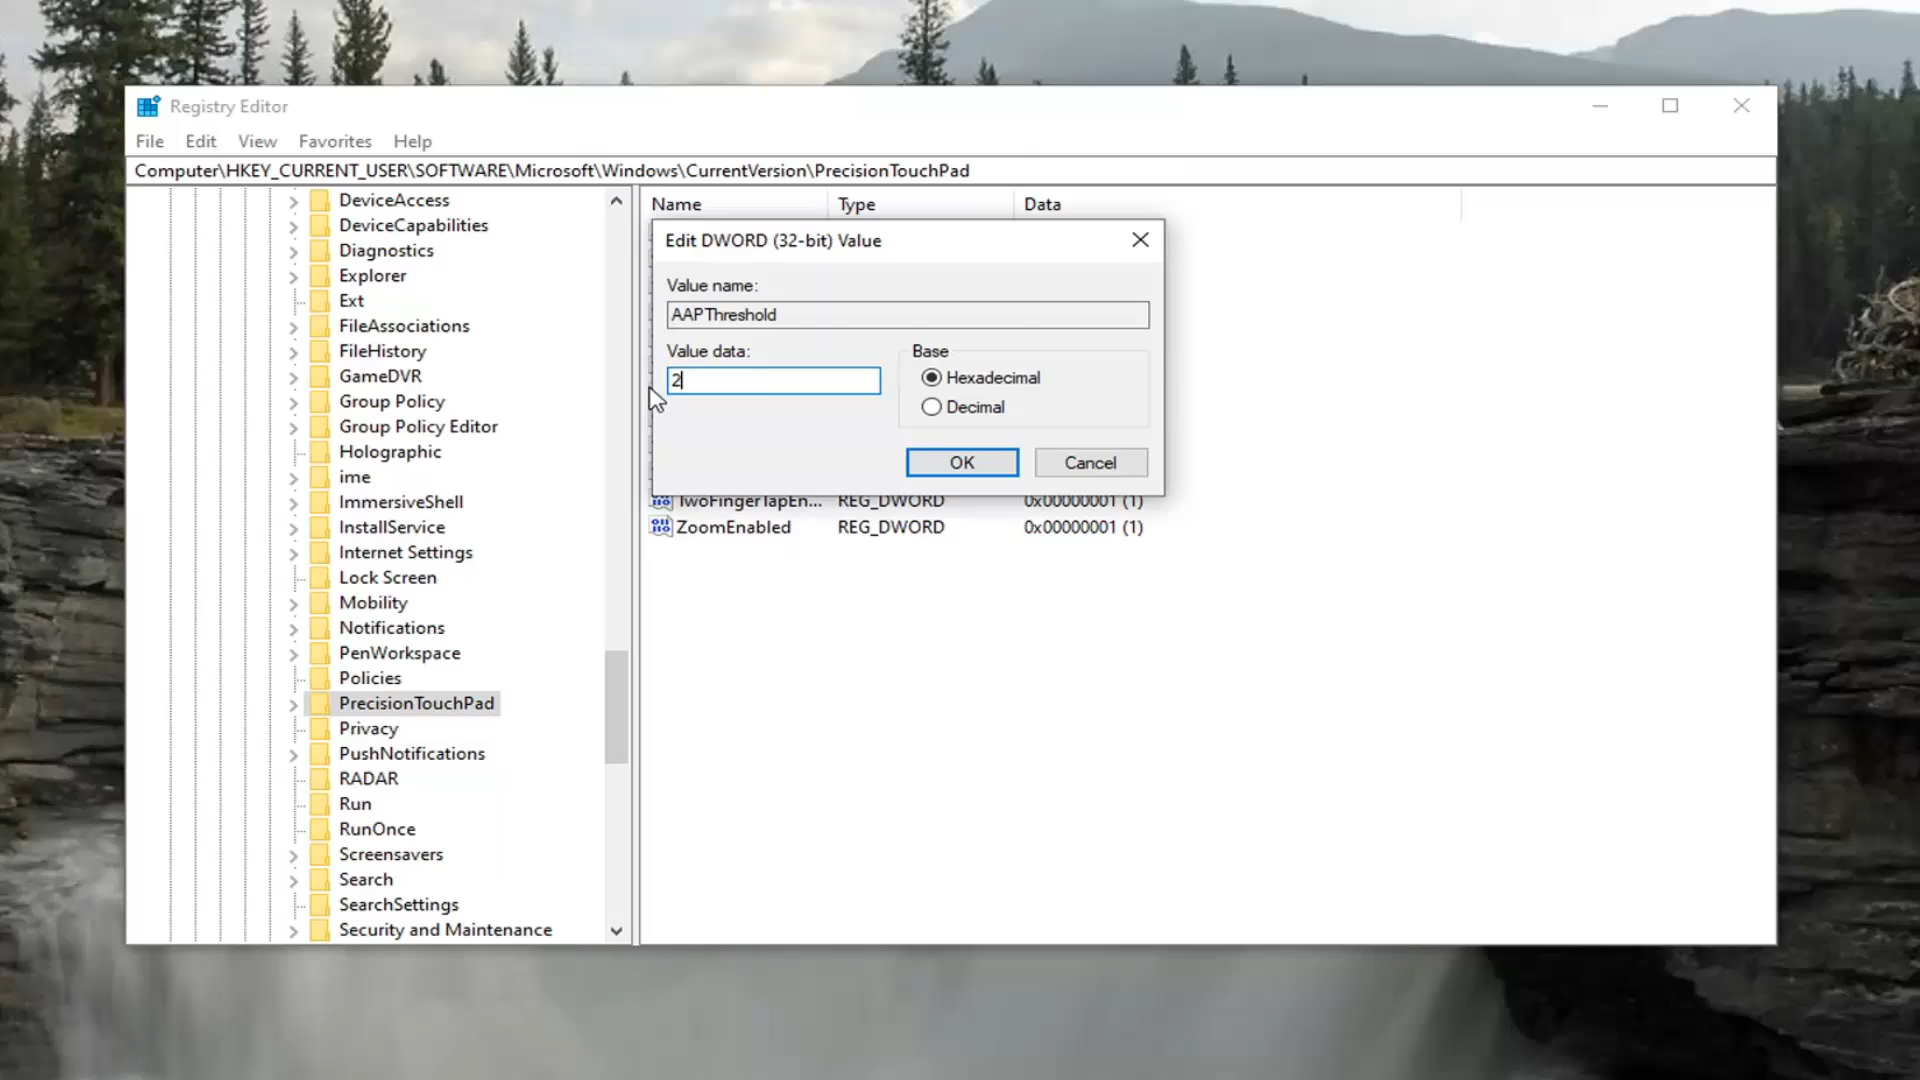 Registry Editor
File Edit View Favorites Help
Computer\HKEY_CURRENT_USER\SOFTWARE\Microsoft\Windows\CurrentVersion\PrecisionTouchPad
DeviceAccess
DeviceCapabilities
Diagnostics
Explorer
Ext
FileAssociations
FileHistory
GameDVR
Group Policy
Group Policy Editor
Holographic
ime
ImmersiveShell
InstallService
Internet Settings
Lock Screen
Mobility
Notifications
PenWorkspace
Policies
PrecisionTouchPad
Privacy
PushNotifications
RADAR
Run
RunOnce
Screensavers
Search
SearchSettings
Security and Maintenance
Name Type Data
Edit DWORD (32-bit) Value
Value name:
AAPThreshold
Value data:
2
Base
Hexadecimal
Decimal
OK Cancel
TwoFingerTapEn... REG_DWORD 0x00000001 (1)
ZoomEnabled REG_DWORD 0x00000001 (1)